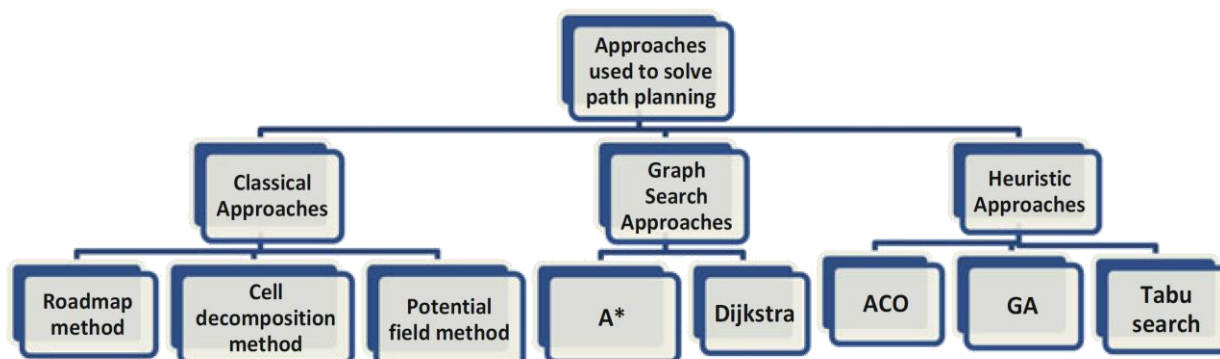 Approaches
used to solve
path planning
Classical
Approaches
Graph
Search
Approaches
Heuristic
Approaches
Roadmap
method
Cell
decomposition
method
Potential
field method
A*
Dijkstra
ACO
GA
Tabu
search